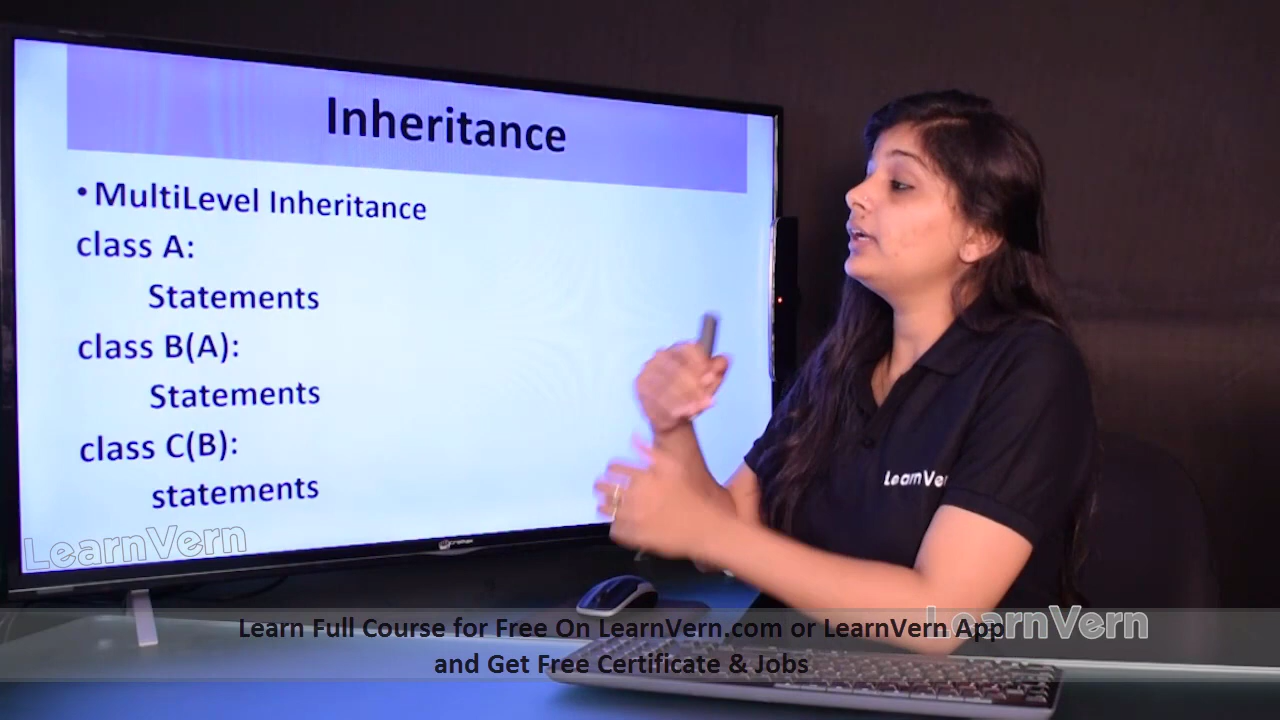 Inheritance
• MultiLevel Inheritance
class A:
Statements
class B(A):
Statements
class C(B):
statements
LearnVern
LearnVer
LearnVern
Learn Full Course for Free On LearnVern.com or LearnVern App
and Get Free Certificate & Jobs